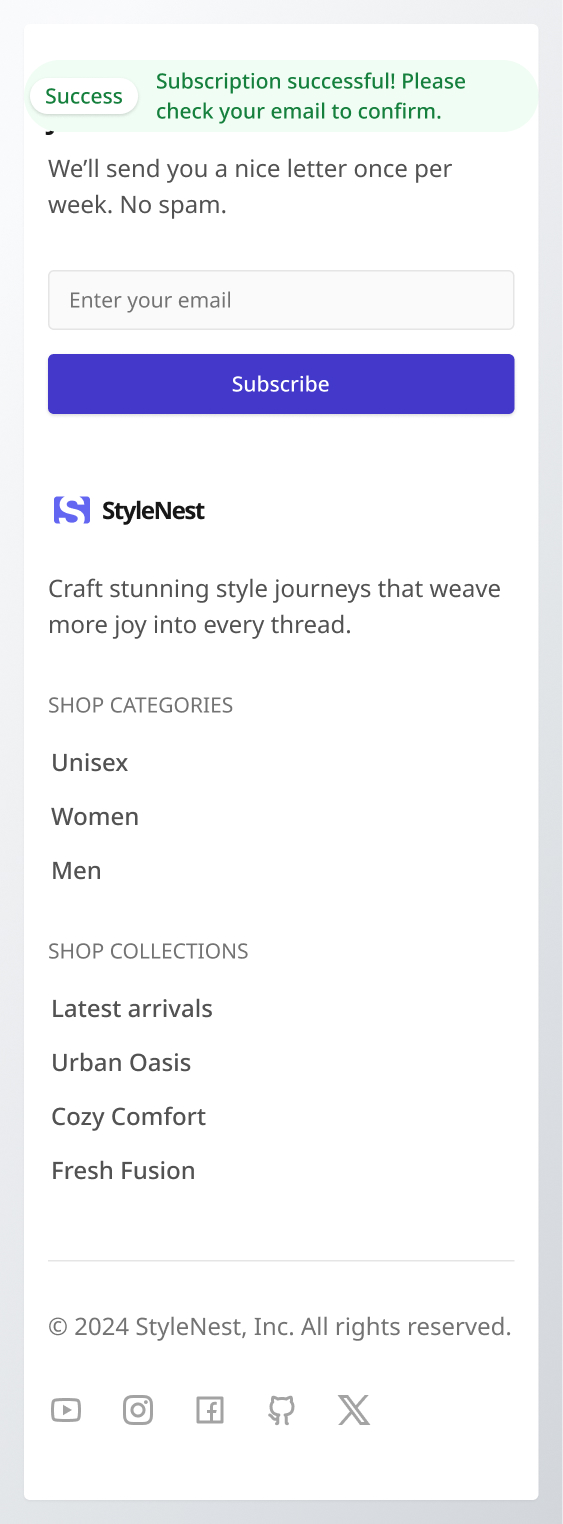 Success
Subscription successful! Please
check your email to confirm.
We’ll send you a nice letter once per
week. No spam.
Enter your email
Subscribe
StyleNest
Craft stunning style journeys that weave
more joy into every thread.
SHOP CATEGORIES
Unisex
Women
Men
SHOP COLLECTIONS
Latest arrivals
Urban Oasis
Cozy Comfort
Fresh Fusion
© 2024 StyleNest, Inc. All rights reserved.